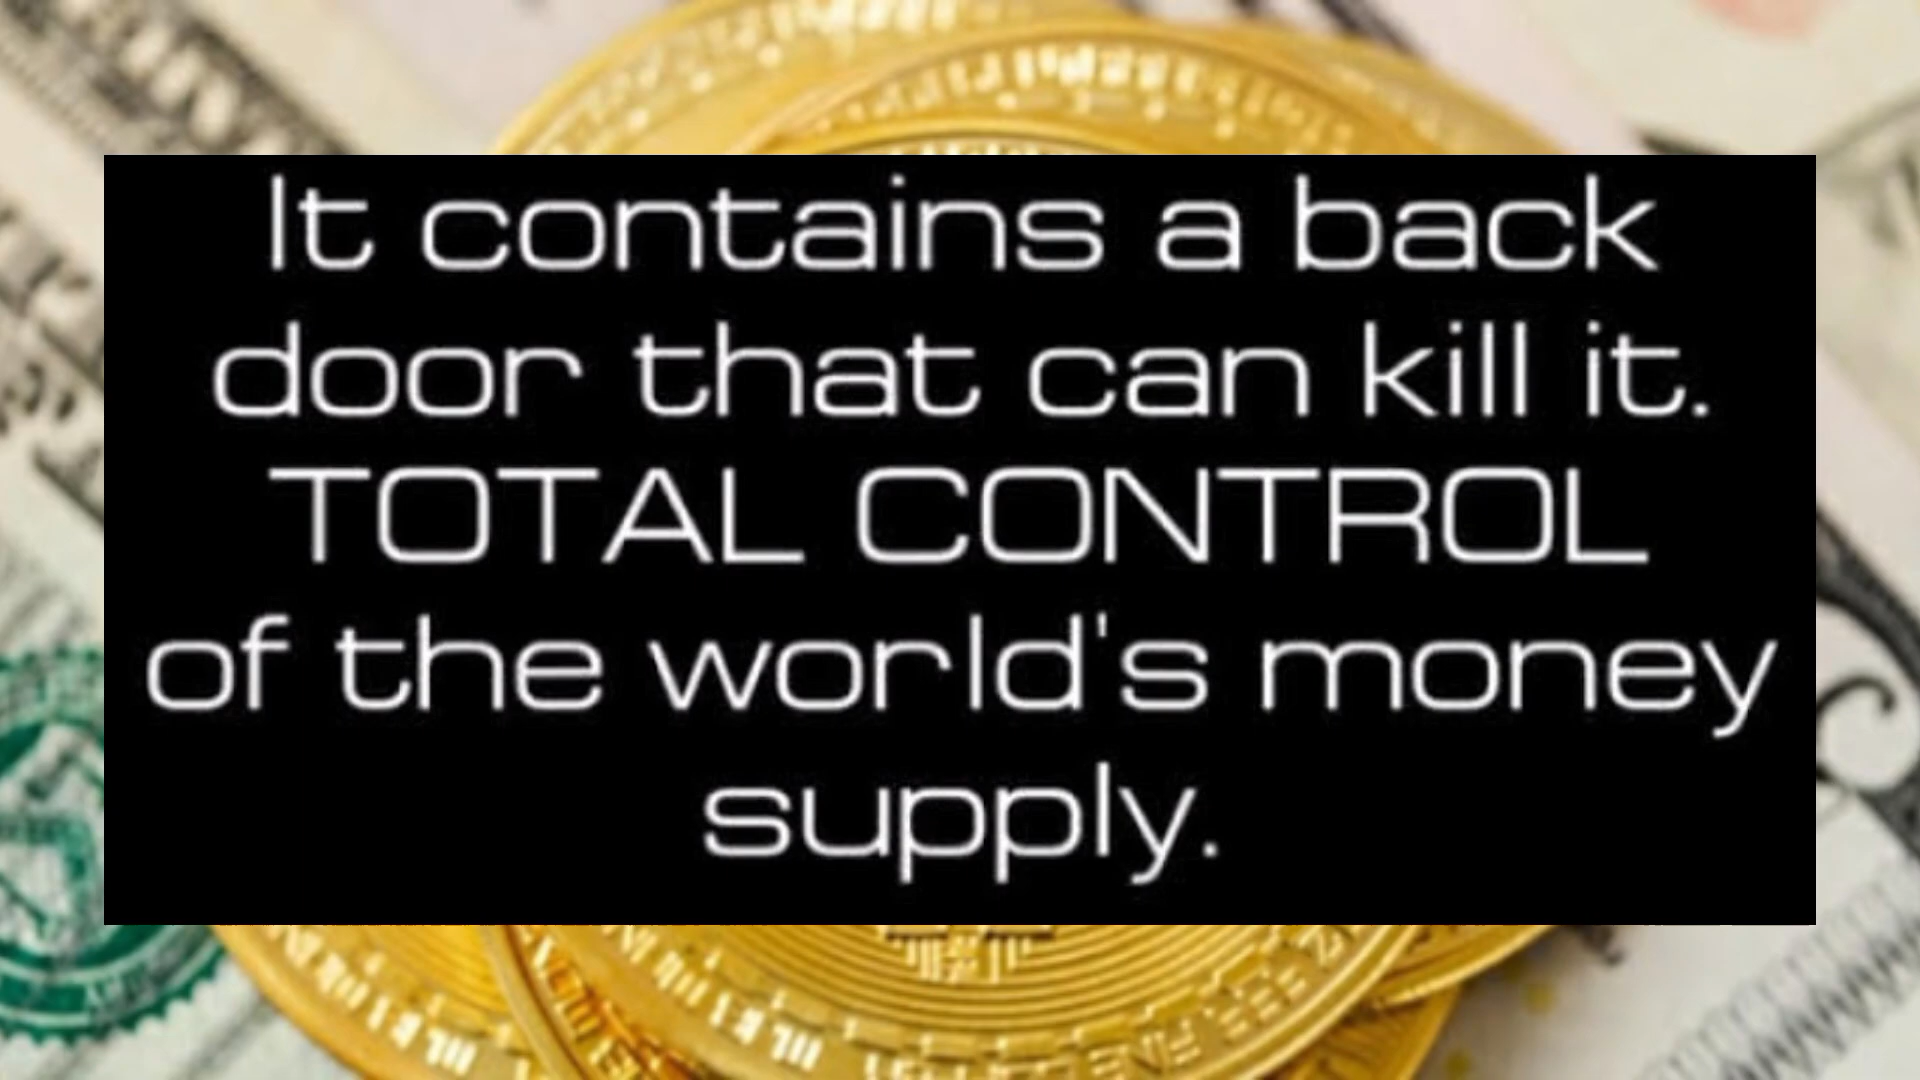 It contains a back
door that can kill it.
TOTAL CONTROL
of the world's money
supply.